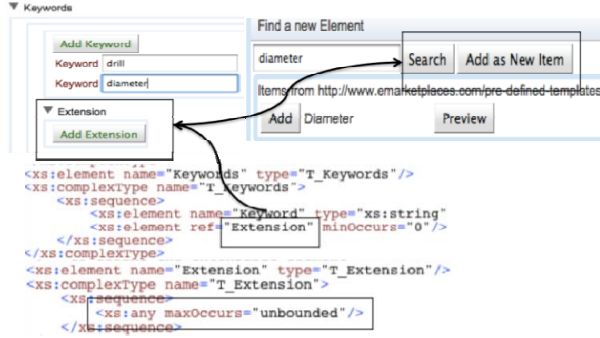 Keywords
Add Keyword
Keyword drill
Keyword diameter
Extension
Add Extension
Find a new Element
diameter Search Add as New Item
Items from http://www.emarketplaces.com/pre-defined-templates
Add Diameter Preview
<xs:element name="Keywords" type="T_Keywords"/>
<xs:complexType name="T_Keywords">
<xs:sequence>
<xs:element name="Keyword" type="xs:string"
<xs:element ref="Extension" minOccurs="0"/>
</xs:sequence>
</xs:complexType>
<xs:element name="Extension" type="T_Extension"/>
<xs:complexType name="T_Extension">
<xs:sequence>
<xs:any maxOccurs="unbounded"/>
</xs:sequence>